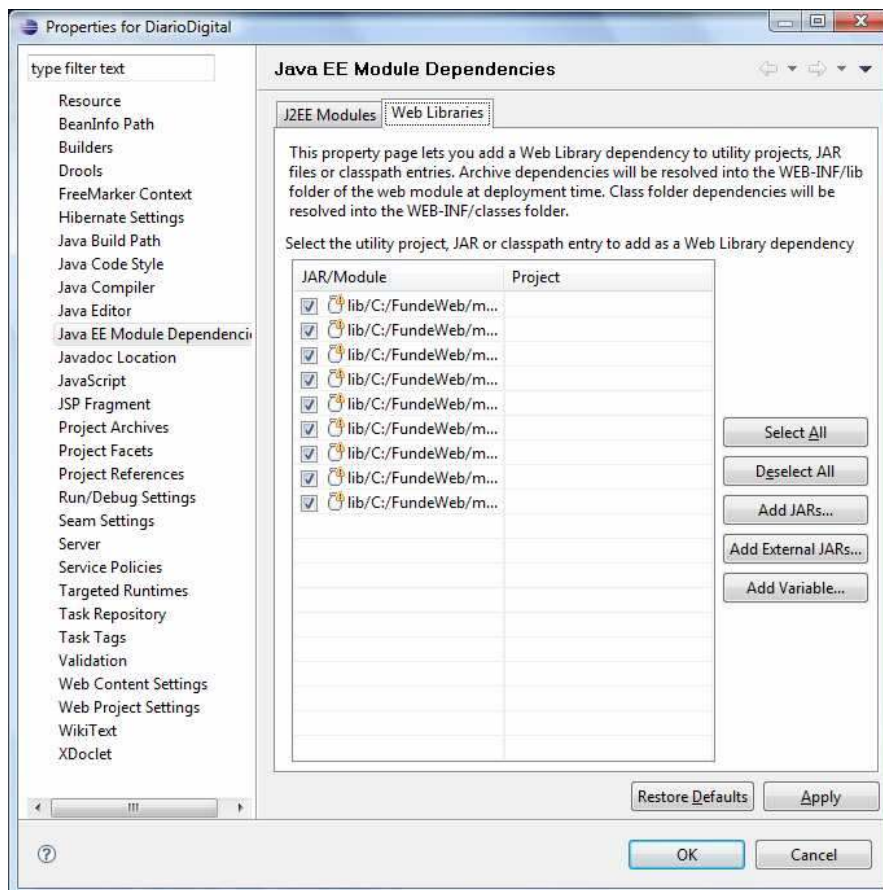 Properties for DiarioDigital
type filter text
Resource
BeanInfo Path
Builders
Drools
FreeMarker Context
Hibernate Settings
Java Build Path
Java Code Style
Java Compiler
Java Editor
Java EE Module Dependencie
Javadoc Location
JavaScript
JSP Fragment
Project Archives
Project Facets
Project References
Run/Debug Settings
Seam Settings
Server
Service Policies
Targeted Runtimes
Task Repository
Task Tags
Validation
Web Content Settings
Web Project Settings
WikiText
XDoclet
Java EE Module Dependencies
J2EE Modules
Web Libraries
This property page lets you add a Web Library dependency to utility projects, JAR
files or classpath entries. Archive dependencies will be resolved into the WEB-INF/lib
folder of the web module at deployment time. Class folder dependencies will be
resolved into the WEB-INF/classes folder.
Select the utility project, JAR or classpath entry to add as a Web Library dependency
JAR/Module Project
lib/C:/FundeWeb/m...
lib/C:/FundeWeb/m...
lib/C:/FundeWeb/m...
lib/C:/FundeWeb/m...
lib/C:/FundeWeb/m...
lib/C:/FundeWeb/m...
lib/C:/FundeWeb/m...
lib/C:/FundeWeb/m...
lib/C:/FundeWeb/m...
Select All
Deselect All
Add JARs...
Add External JARs...
Add Variable...
Restore Defaults
Apply
OK
Cancel